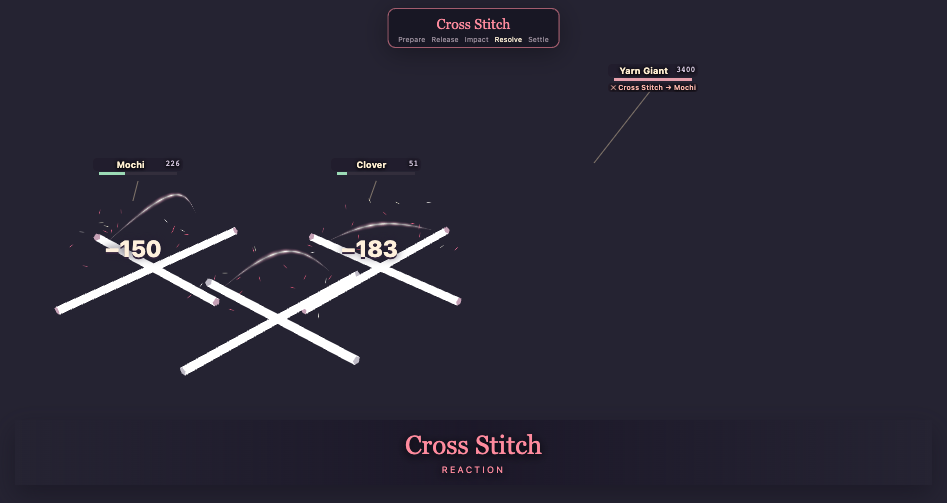 Cross Stitch
Prepare Release Impact Resolve Settle
Yarn Giant 3400
× Cross Stitch → Mochi
Mochi 226
Clover 51
−150
−183
Cross Stitch
REACTION